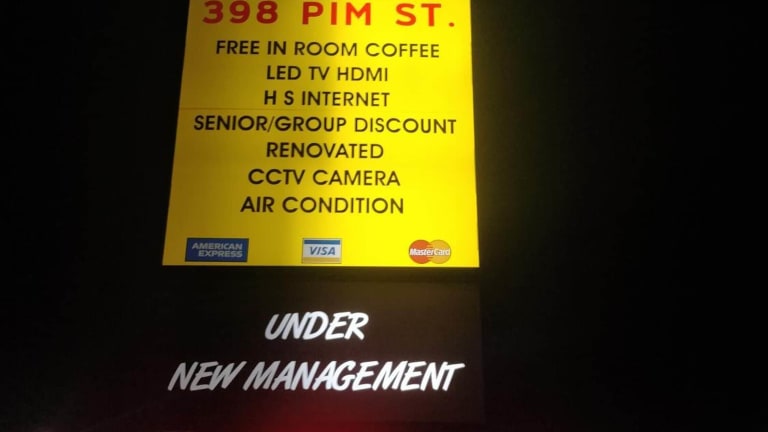 398 PIM ST.
FREE IN ROOM COFFEE
LED TV HDMI
H S INTERNET
SENIOR/GROUP DISCOUNT
RENOVATED
CCTV CAMERA
AIR CONDITION
AMERICAN
EXPRESS
VISA
MasterCard
UNDER
NEW MANAGEMENT